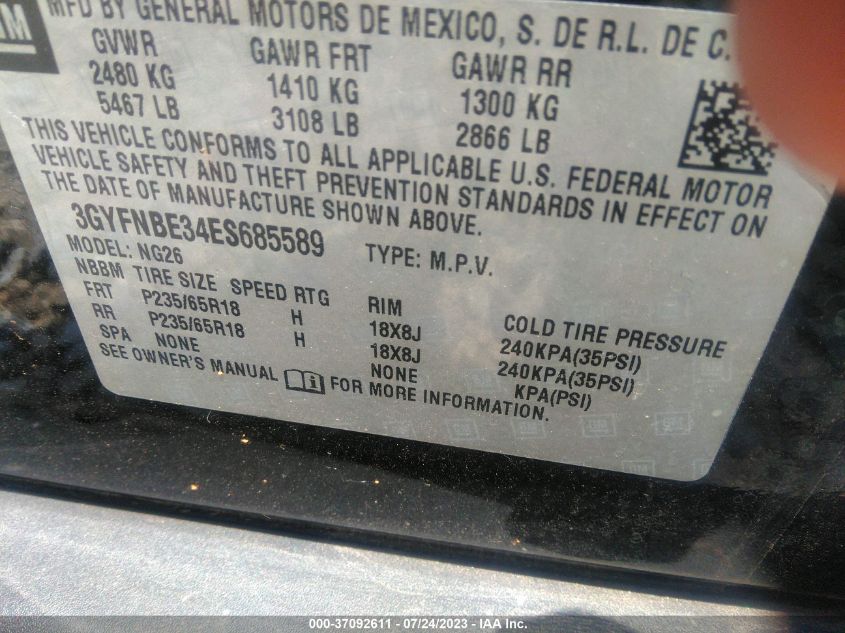 GM
MFD BY GENERAL MOTORS DE MEXICO, S. DE R.L. DE C.
GVWR GAWR FRT GAWR RR
2480 KG 1410 KG 1300 KG
5467 LB 3108 LB 2866 LB
THIS VEHICLE CONFORMS TO ALL APPLICABLE U.S. FEDERAL MOTOR
VEHICLE SAFETY AND THEFT PREVENTION STANDARDS IN EFFECT ON
THE DATE OF MANUFACTURE SHOWN ABOVE.
3GYFNBE34ES685589 TYPE: M.P.V.
MODEL: NG26
NBBM TIRE SIZE SPEED RTG RIM COLD TIRE PRESSURE
FRT P235/65R18 H 18X8J 240KPA(35PSI)
RR P235/65R18 H 18X8J 240KPA(35PSI)
SPA NONE NONE KPA(PSI)
SEE OWNER'S MANUAL FOR MORE INFORMATION.
000-37092611 - 07/24/2023 - IAA Inc.